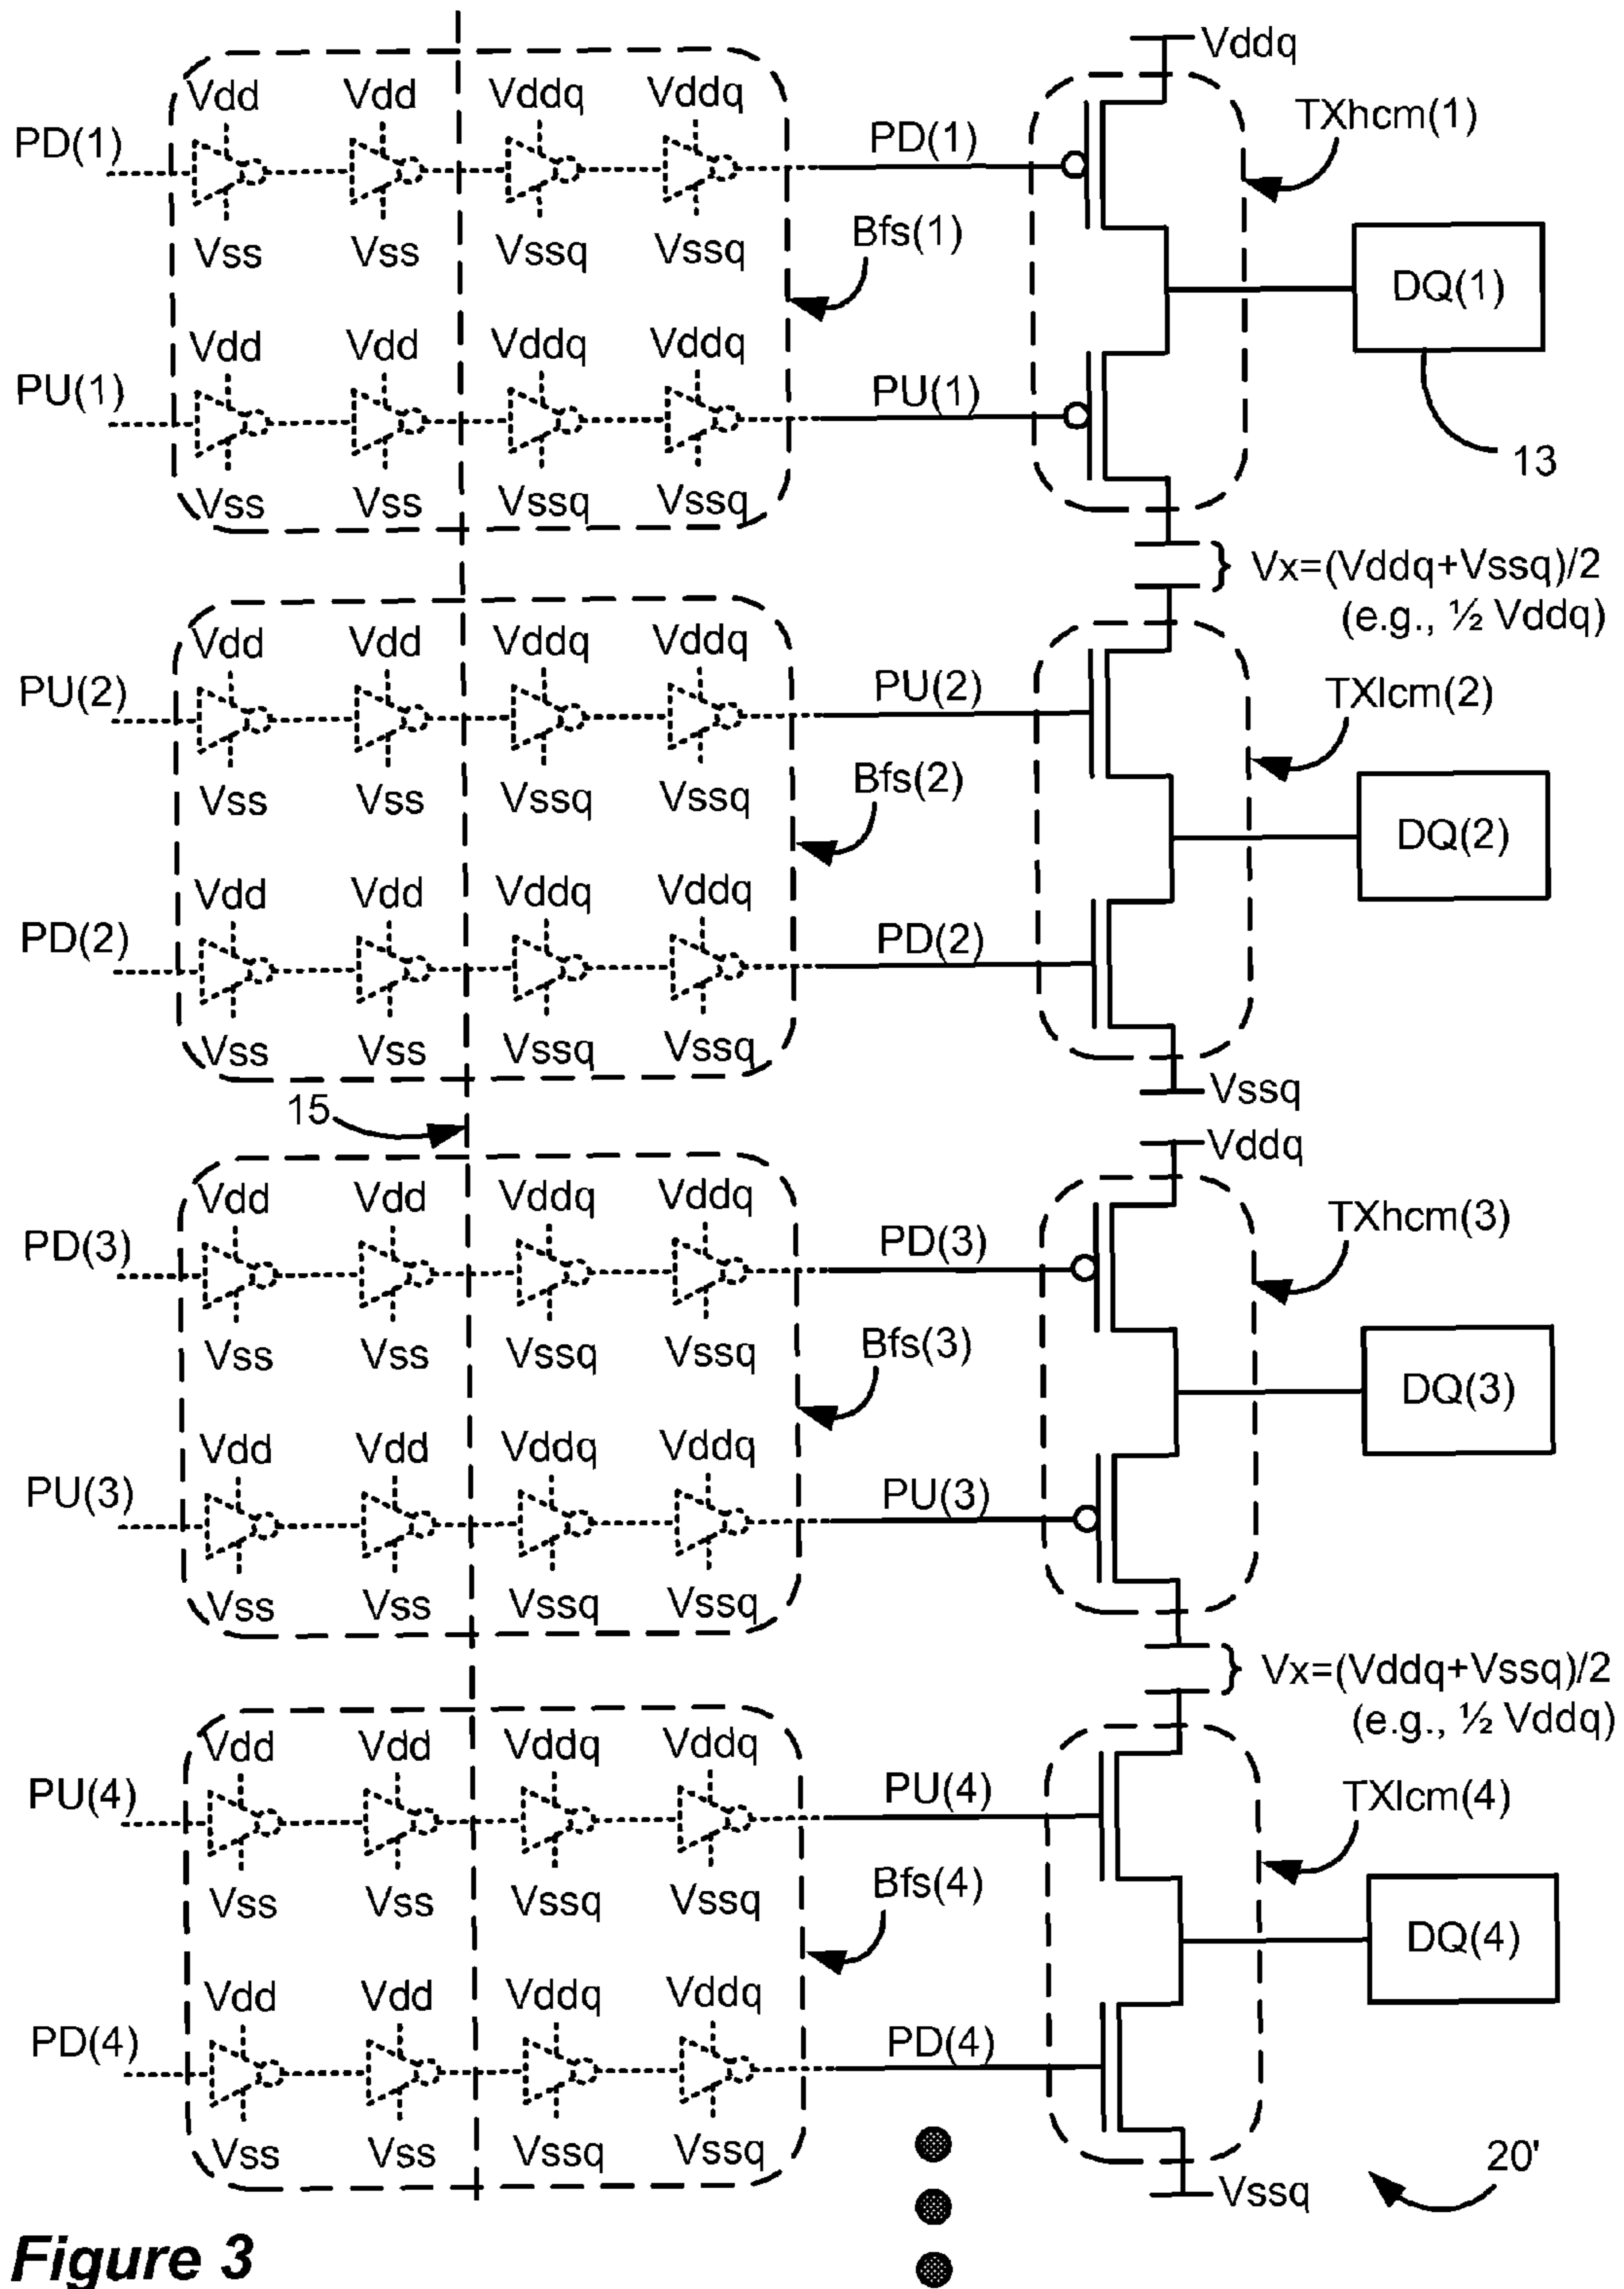 Vddq
Vdd Vdd Vddq Vddq
TXhcm(1)
PD(1) PD(1)
Vss Vss Vssq Vssq
Bfs(1)
DQ(1)
Vdd Vdd Vddq Vddq
PU(1) PU(1)
13
Vss Vss Vssq Vssq
Vx=(Vddq+Vssq)/2
(e.g., ½ Vddq)
Vdd Vdd Vddq Vddq
PU(2) PU(2)
TXlcm(2)
Vss Vss Vssq Vssq
Bfs(2)
DQ(2)
Vdd Vdd Vddq Vddq
PD(2) PD(2)
Vss Vss Vssq Vssq
Vssq
15
Vddq
Vdd Vdd Vddq Vddq
TXhcm(3)
PD(3) PD(3)
Vss Vss Vssq Vssq
Bfs(3)
DQ(3)
Vdd Vdd Vddq Vddq
PU(3) PU(3)
Vss Vss Vssq Vssq
Vx=(Vddq+Vssq)/2
(e.g., ½ Vddq)
Vdd Vdd Vddq Vddq
PU(4) PU(4)
TXlcm(4)
Vss Vss Vssq Vssq
Bfs(4)
DQ(4)
Vdd Vdd Vddq Vddq
PD(4) PD(4)
Vss Vss Vssq Vssq
20'
Vssq
Figure 3